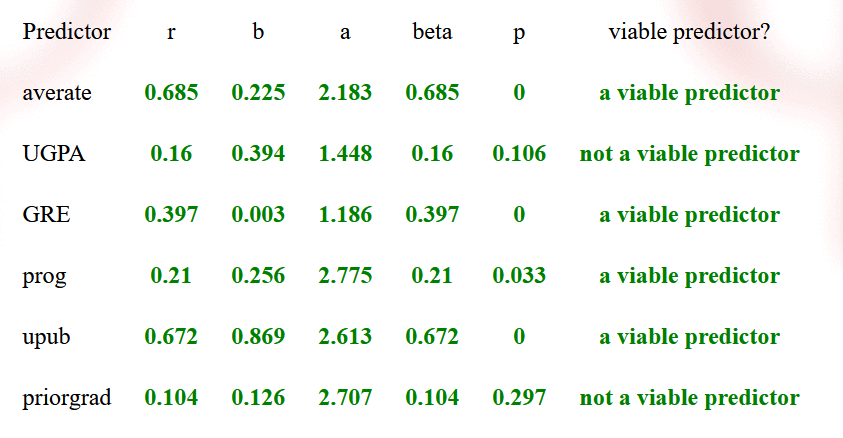 Predictor r b a beta p viable predictor?
averate 0.685 0.225 2.183 0.685 0 a viable predictor
UGPA 0.16 0.394 1.448 0.16 0.106 not a viable predictor
GRE 0.397 0.003 1.186 0.397 0 a viable predictor
prog 0.21 0.256 2.775 0.21 0.033 a viable predictor
upub 0.672 0.869 2.613 0.672 0 a viable predictor
priorgrad 0.104 0.126 2.707 0.104 0.297 not a viable predictor